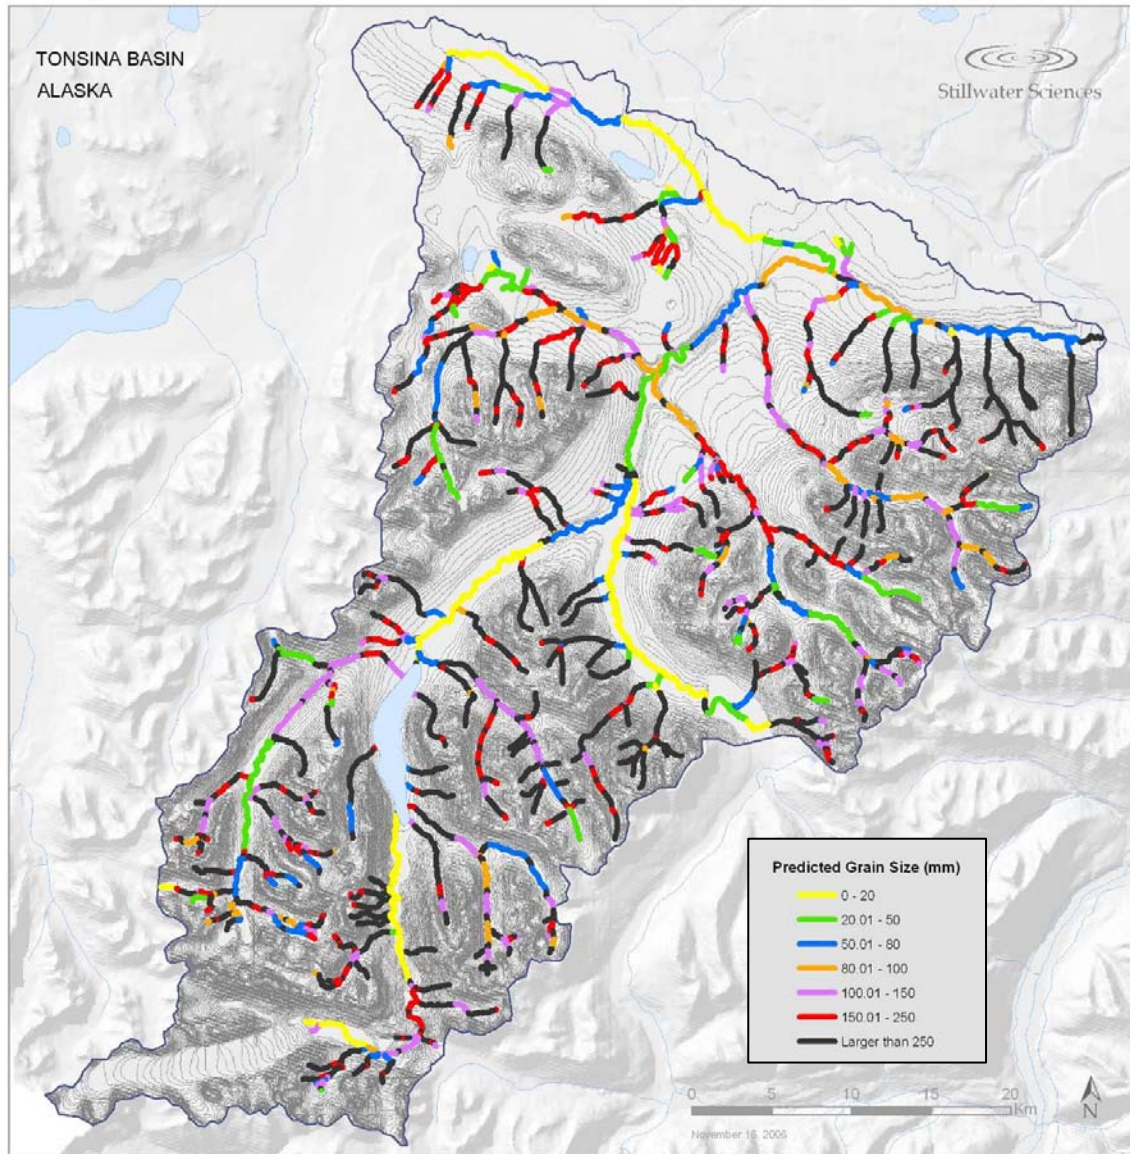 TONSINA BASIN
ALASKA
Stillwater Sciences
Predicted Grain Size (mm)
0 - 20
20.01 - 50
50.01 - 80
80.01 - 100
100.01 - 150
150.01 - 250
Larger than 250
0 5 10 15 20
Km
N
November 16, 2006